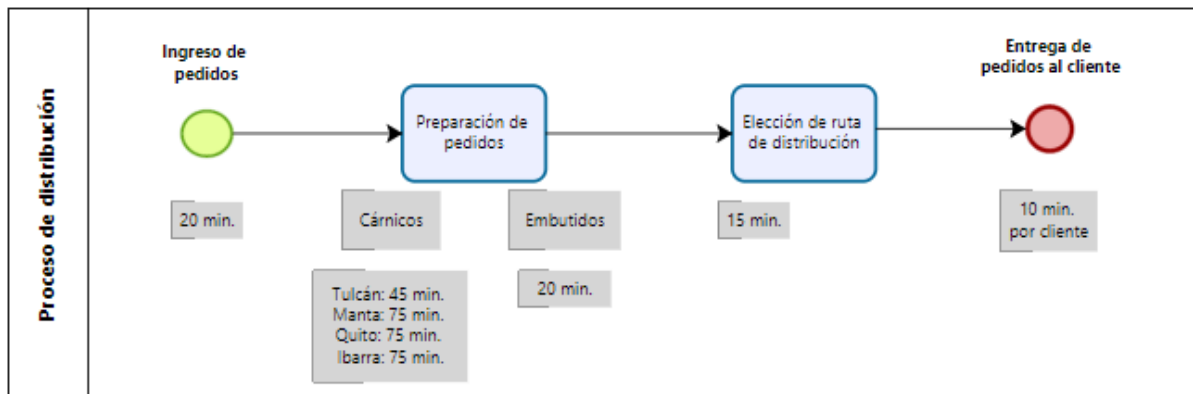 Proceso de distribución
Ingreso de
pedidos
Preparación de
pedidos
Elección de ruta
de distribución
Entrega de
pedidos al cliente
20 min.
Cárnicos
Embutidos
15 min.
10 min.
por cliente
Tulcán: 45 min.
Manta: 75 min.
Quito: 75 min.
Ibarra: 75 min.
20 min.